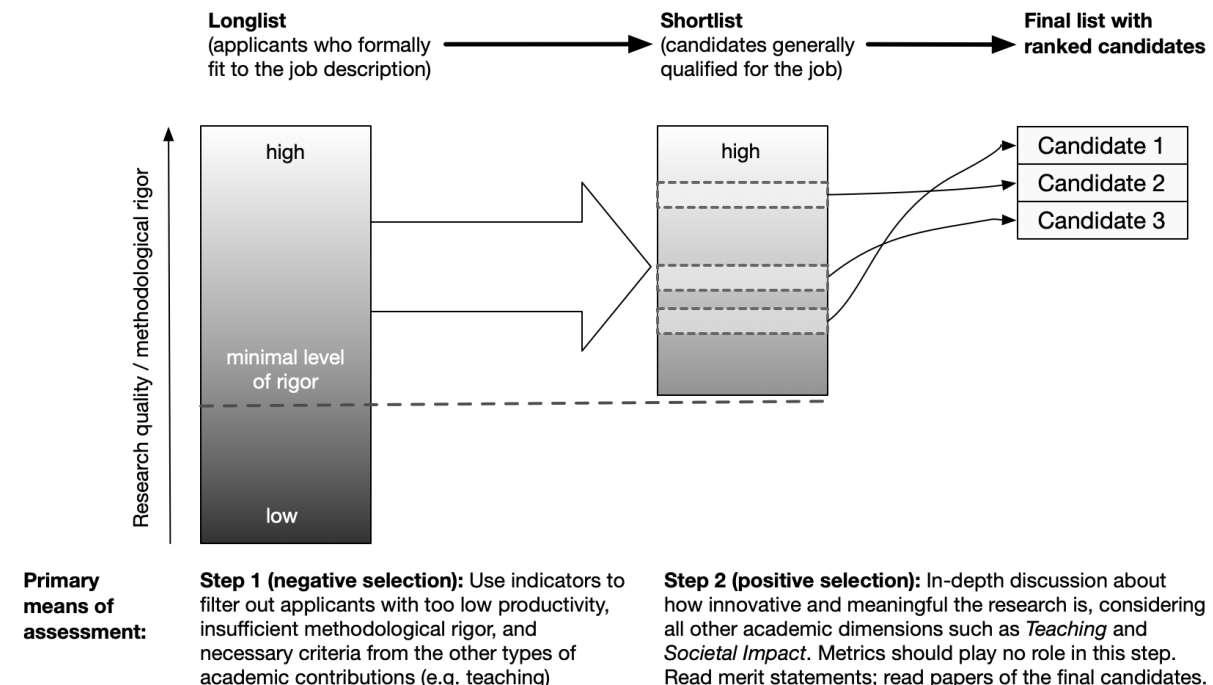 Longlist
(applicants who formally
fit to the job description)
Shortlist
(candidates generally
qualified for the job)
Final list with
ranked candidates
Research quality / methodological rigor
high
minimal level
of rigor
low
high
Candidate 1
Candidate 2
Candidate 3
Primary
means of
assessment:
Step 1 (negative selection): Use indicators to
filter out applicants with too low productivity,
insufficient methodological rigor, and
necessary criteria from the other types of
academic contributions (e.g. teaching)
Step 2 (positive selection): In-depth discussion about
how innovative and meaningful the research is, considering
all other academic dimensions such as Teaching and
Societal Impact. Metrics should play no role in this step.
Read merit statements; read papers of the final candidates.